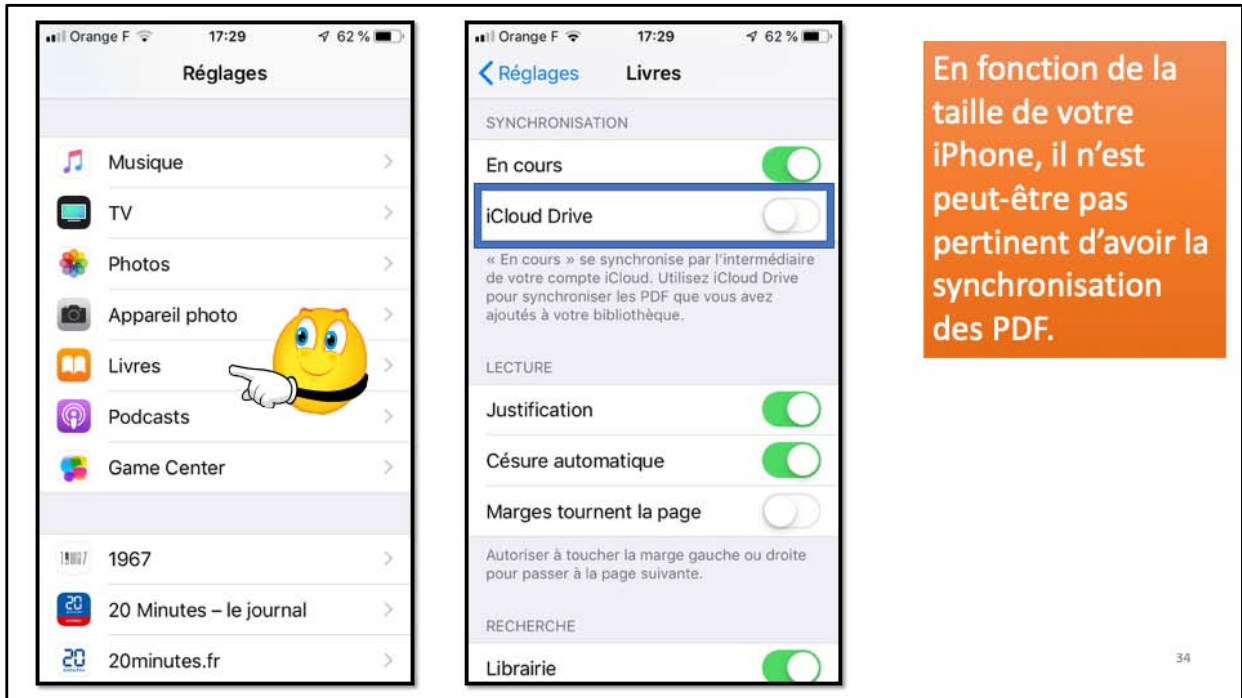 Orange F 17:29 62 %
Réglages
Musique
TV
Photos
Appareil photo
Livres
Podcasts
Game Center
1967
1967
20
20 Minutes – le journal
20
20minutes.fr
Orange F 17:29 62 %
Réglages Livres
SYNCHRONISATION
En cours
iCloud Drive
« En cours » se synchronise par l'intermédiaire
de votre compte iCloud. Utilisez iCloud Drive
pour synchroniser les PDF que vous avez
ajoutés à votre bibliothèque.
LECTURE
Justification
Césure automatique
Marges tournent la page
Autoriser à toucher la marge gauche ou droite
pour passer à la page suivante.
RECHERCHE
Librairie
En fonction de la
taille de votre
iPhone, il n'est
peut-être pas
pertinent d'avoir la
synchronisation
des PDF.
34